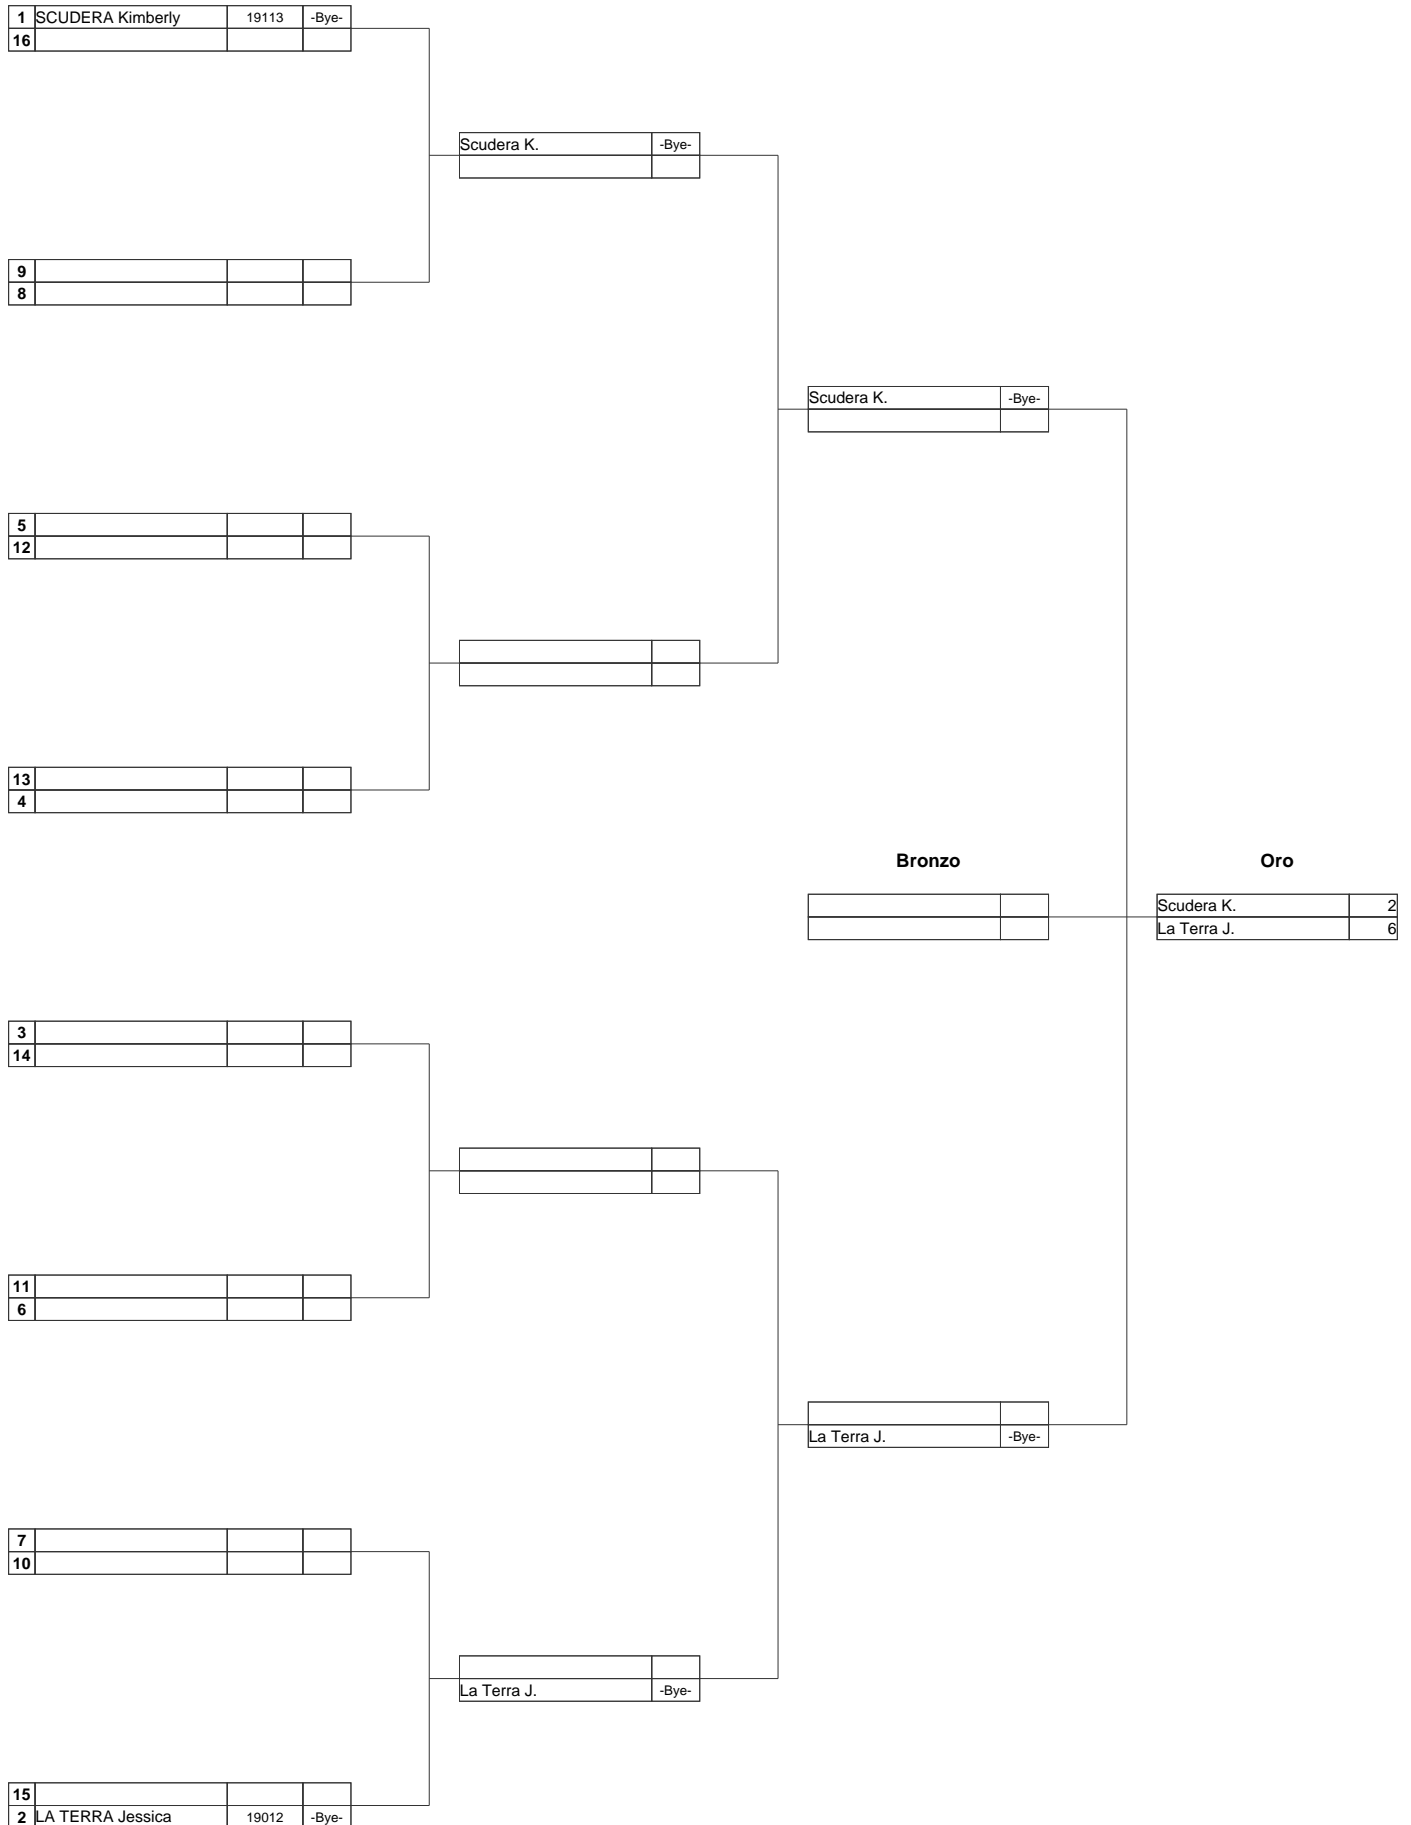 1 SCUDERA Kimberly 19113 -Bye-
16
Scudera K. -Bye-
9
8
Scudera K. -Bye-
5
12
13
4
Bronzo Oro
Scudera K. 2
La Terra J. 6
3
14
11
6
La Terra J. -Bye-
7
10
La Terra J. -Bye-
15
2 LA TERRA Jessica 19012 -Bye-